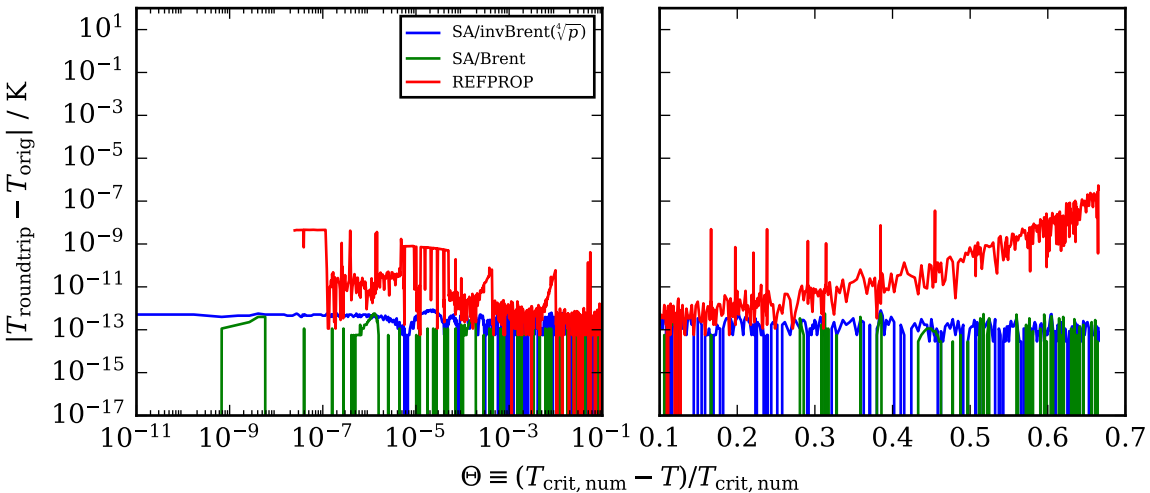 10¹
10⁻¹
10⁻³
10⁻⁵
10⁻⁷
10⁻⁹
10⁻¹¹
10⁻¹³
10⁻¹⁵
10⁻¹⁷
|T_roundtrip − T_orig| / K
SA/invBrent(∜p)
SA/Brent
REFPROP
10⁻¹¹ 10⁻⁹ 10⁻⁷ 10⁻⁵ 10⁻³ 10⁻¹
0.1 0.2 0.3 0.4 0.5 0.6 0.7
Θ ≡ (T_crit, num − T)/T_crit, num